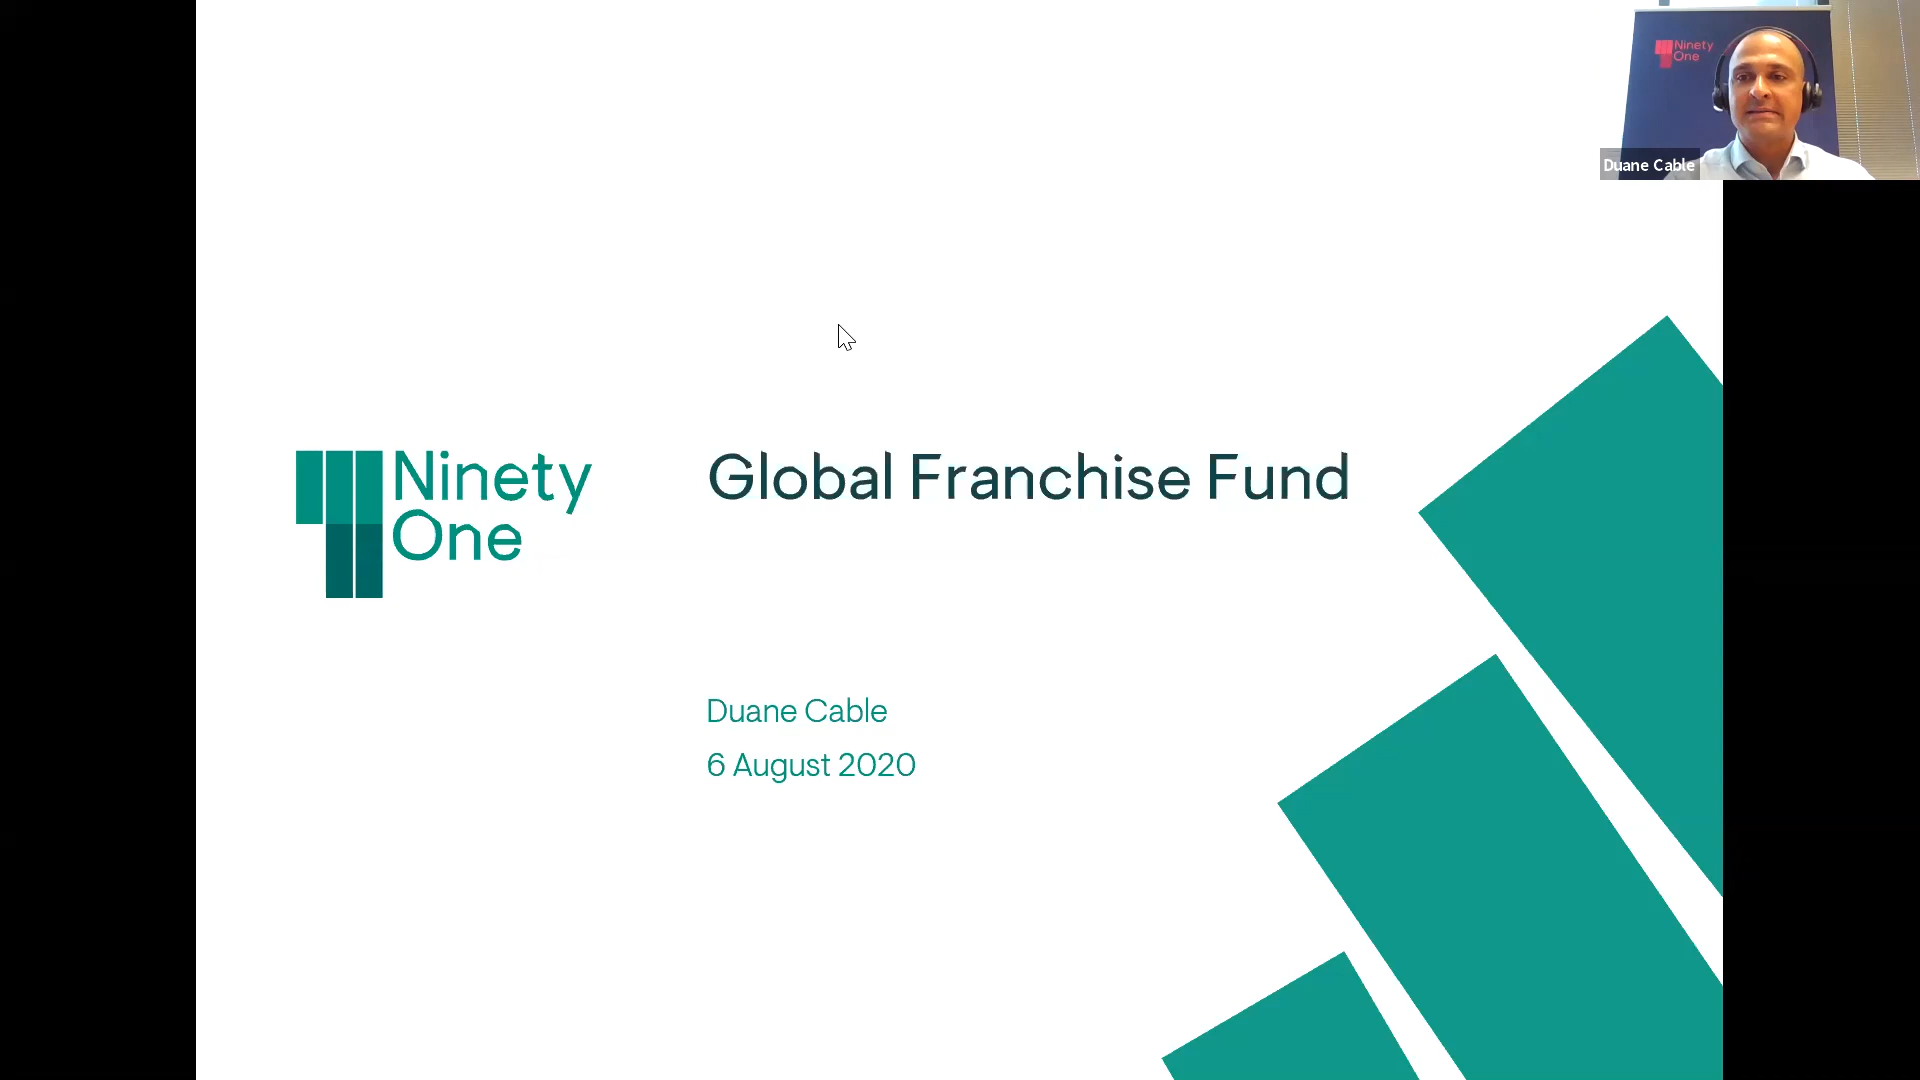 Ninety
One
Duane Cable
Ninety
One
Global Franchise Fund
Duane Cable
6 August 2020